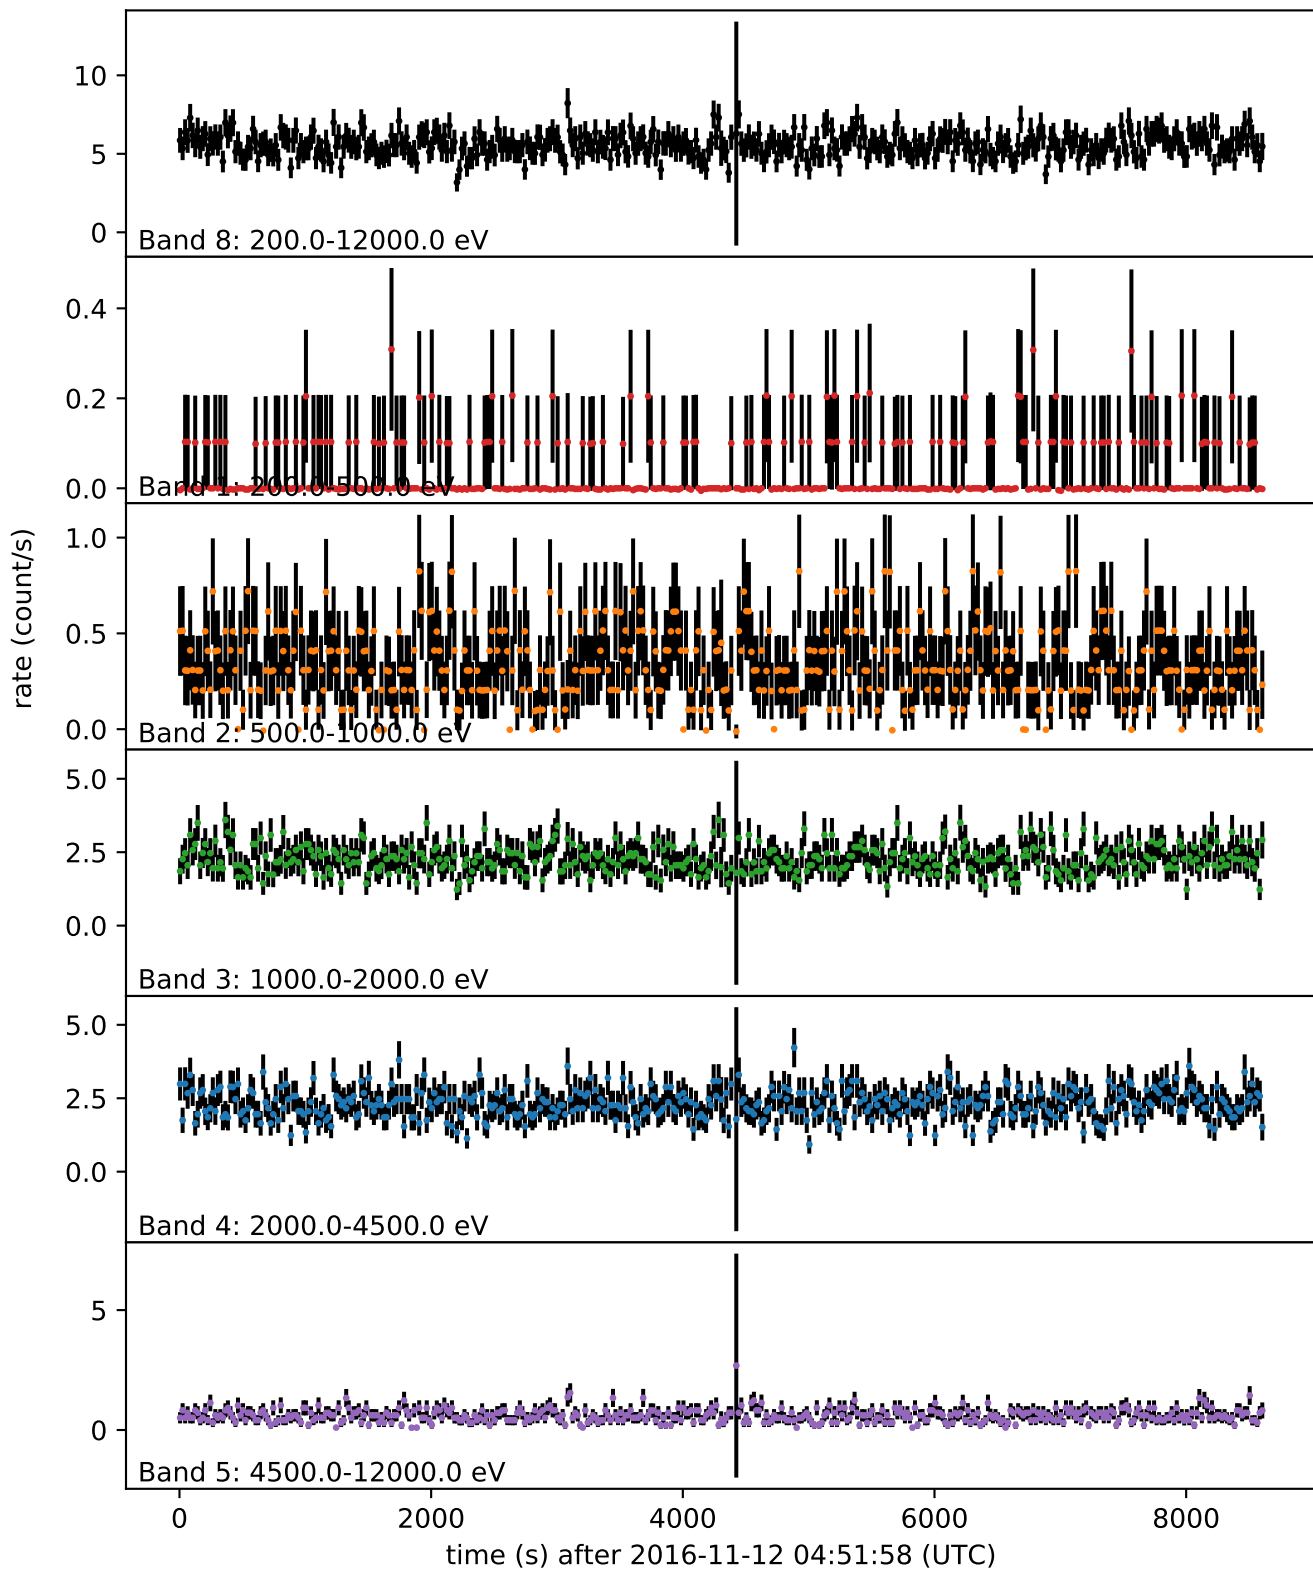 10
5
0
Band 8: 200.0-12000.0 eV
0.4
0.2
0.0
Band 1: 200.0-500.0 eV
rate (count/s)
1.0
0.5
0.0
Band 2: 500.0-1000.0 eV
5.0
2.5
0.0
Band 3: 1000.0-2000.0 eV
5.0
2.5
0.0
Band 4: 2000.0-4500.0 eV
5
0
Band 5: 4500.0-12000.0 eV
0 2000 4000 6000 8000
time (s) after 2016-11-12 04:51:58 (UTC)